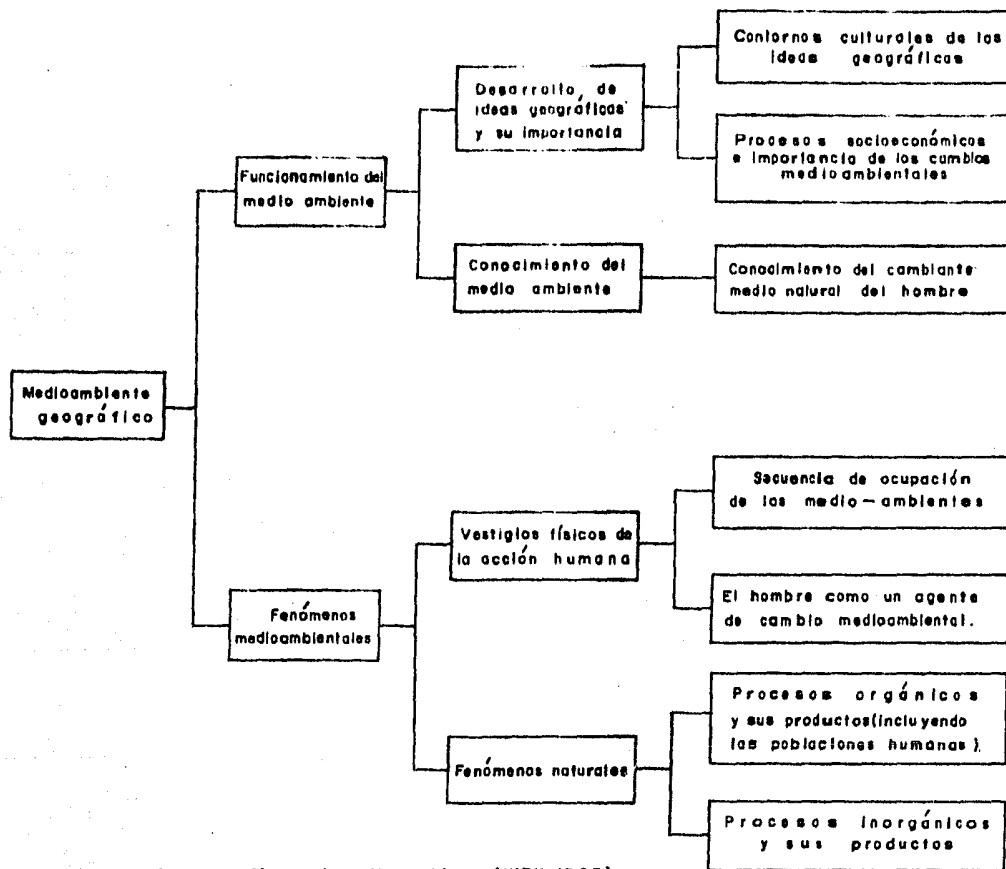 Contornos culturales de las
ideas geográficas
Desarrollo, de
ideas geográficas
y su importancia
Procesos socioeconómicos
e importancia de los cambios
medioambientales
Funcionamiento del
medio ambiente
Conocimiento del
medio ambiente
Conocimiento del cambiante
medio natural del hombre
Medioambiente
geográfico
Secuencia de ocupación
de los medio-ambientes
Vestigios físicos de
la acción humana
El hombre como un agente
de cambio medioambiental.
Fenómenos
medioambientales
Procesos orgánicos
y sus productos(incluyendo
las poblaciones humanas).
Fenómenos naturales
Procesos inorgánicos
y sus productos